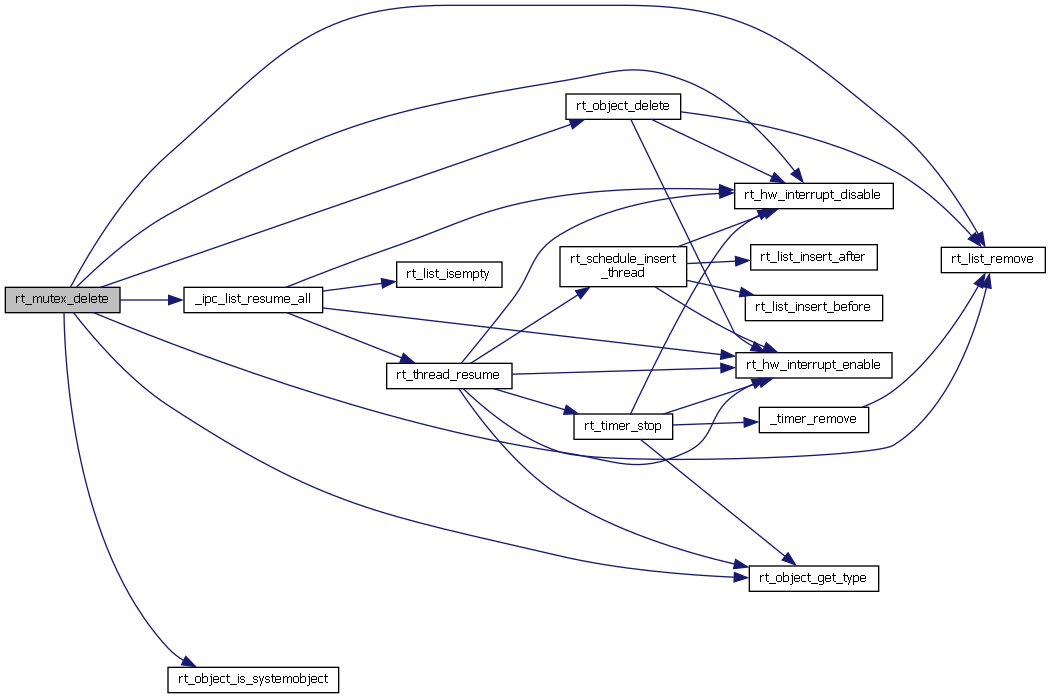 rt_object_delete
rt_hw_interrupt_disable
rt_schedule_insert
_thread
rt_list_insert_after
rt_list_remove
rt_list_isempty
rt_mutex_delete
_ipc_list_resume_all
rt_list_insert_before
rt_hw_interrupt_enable
rt_thread_resume
_timer_remove
rt_timer_stop
rt_object_get_type
rt_object_is_systemobject